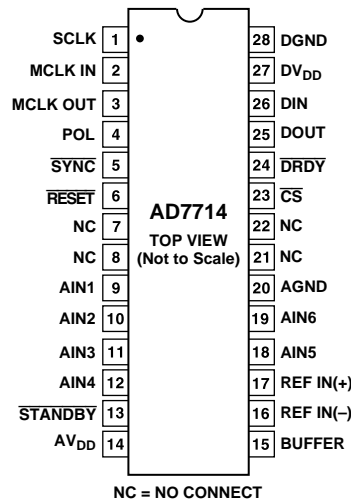 SCLK 1 28 DGND
MCLK IN 2 27 DVDD
MCLK OUT 3 26 DIN
POL 4 25 DOUT
SYNC 5 24 DRDY
RESET 6 23 CS
NC 7 22 NC
NC 8 21 NC
AIN1 9 20 AGND
AIN2 10 19 AIN6
AIN3 11 18 AIN5
AIN4 12 17 REF IN(+)
STANDBY 13 16 REF IN(–)
AVDD 14 15 BUFFER
AD7714
TOP VIEW
(Not to Scale)
NC = NO CONNECT